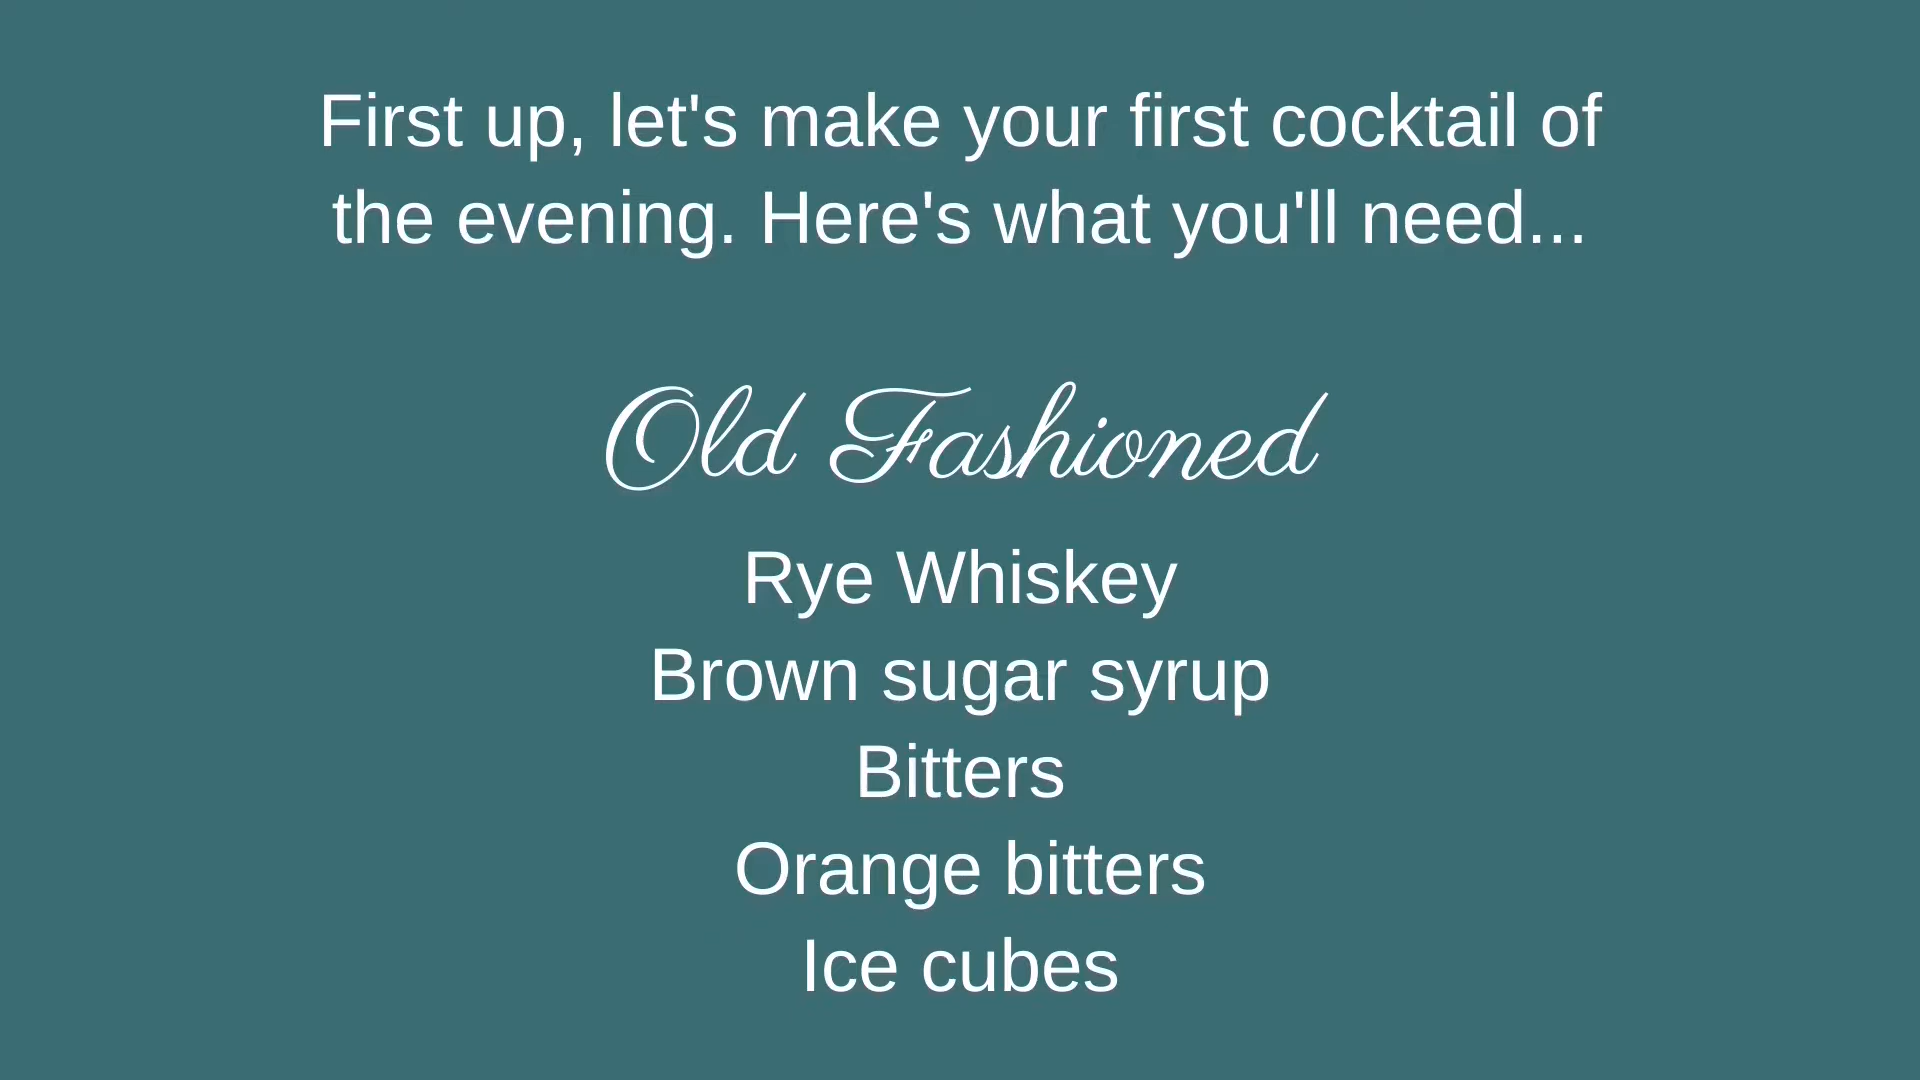 First up, let's make your first cocktail of
the evening. Here's what you'll need...
Old Fashioned
Rye Whiskey
Brown sugar syrup
Bitters
Orange bitters
Ice cubes